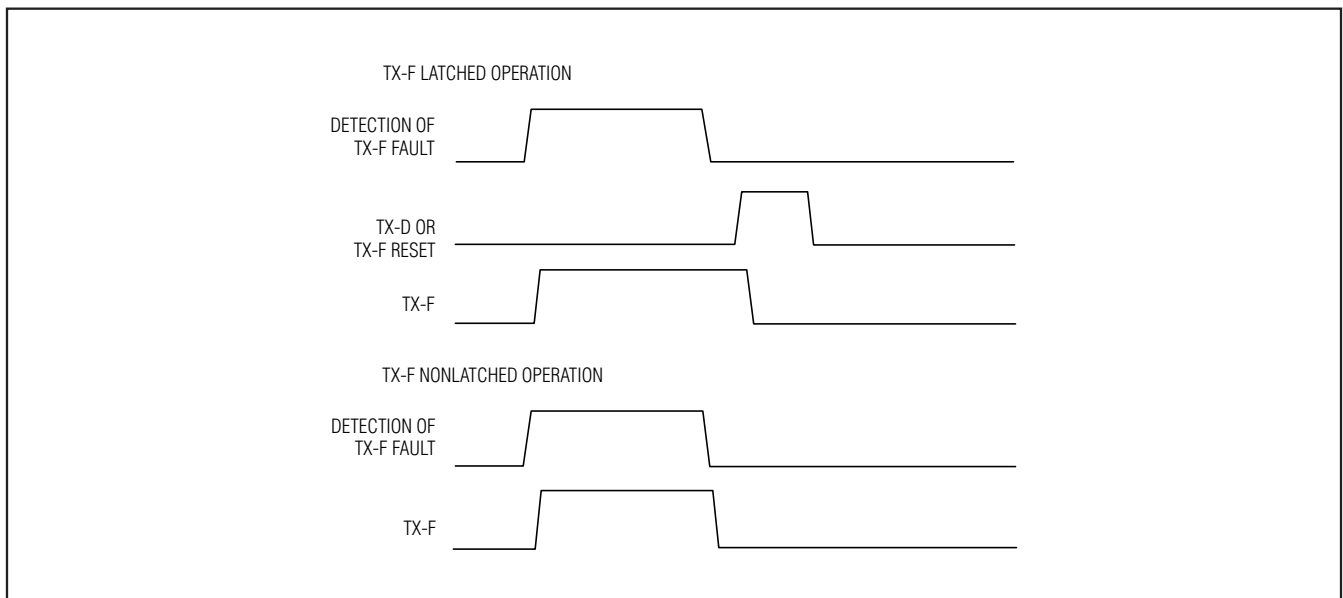 TX-F LATCHED OPERATION
DETECTION OF
TX-F FAULT
TX-D OR
TX-F RESET
TX-F
TX-F NONLATCHED OPERATION
DETECTION OF
TX-F FAULT
TX-F